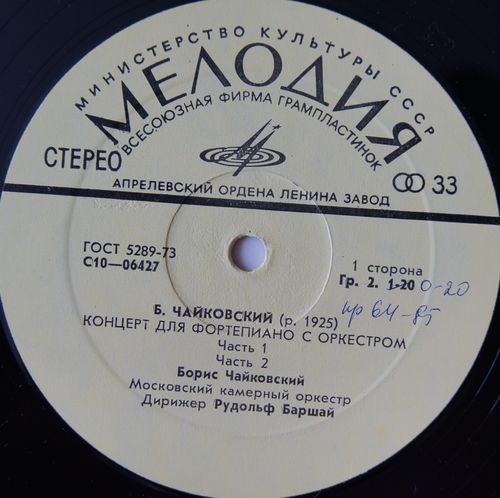 МИНИСТЕРСТВО КУЛЬТУРЫ СССР
МЕЛОДИЯ
ВСЕСОЮЗНАЯ ФИРМА ГРАМПЛАСТИНОК
СТЕРЕО
33
АПРЕЛЕВСКИЙ ОРДЕНА ЛЕНИНА ЗАВОД
ГОСТ 5289-73
С10—06427
1 сторона
Гр. 2. 1-20 0-20
пр 64-85
Б. ЧАЙКОВСКИЙ (р. 1925)
КОНЦЕРТ ДЛЯ ФОРТЕПИАНО С ОРКЕСТРОМ
Часть 1
Часть 2
Борис Чайковский
Московский камерный оркестр
Дирижер Рудольф Баршай